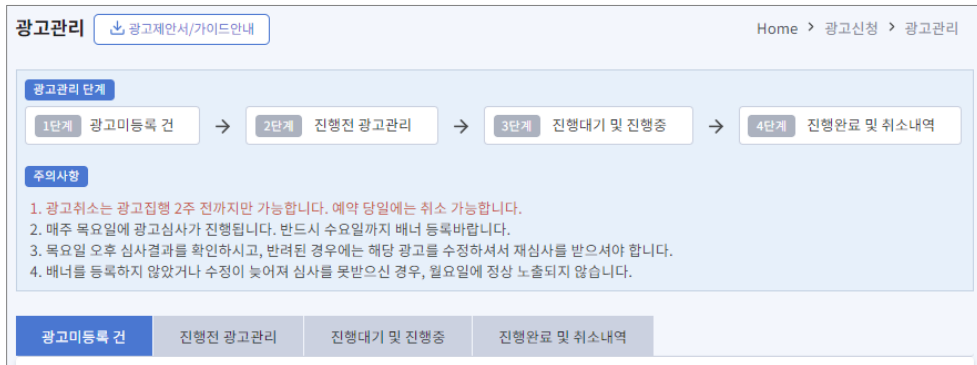 광고관리 광고제안서/가이드안내 Home > 광고신청 > 광고관리
광고관리 단계
1단계 광고미등록 건 → 2단계 진행전 광고관리 → 3단계 진행대기 및 진행중 → 4단계 진행완료 및 취소내역
주의사항
1. 광고취소는 광고집행 2주 전까지만 가능합니다. 예약 당일에는 취소 가능합니다.
2. 매주 목요일에 광고심사가 진행됩니다. 반드시 수요일까지 배너 등록바랍니다.
3. 목요일 오후 심사결과를 확인하시고, 반려된 경우에는 해당 광고를 수정하셔서 재심사를 받으셔야 합니다.
4. 배너를 등록하지 않았거나 수정이 늦어져 심사를 못받으신 경우, 월요일에 정상 노출되지 않습니다.
광고미등록 건 진행전 광고관리 진행대기 및 진행중 진행완료 및 취소내역